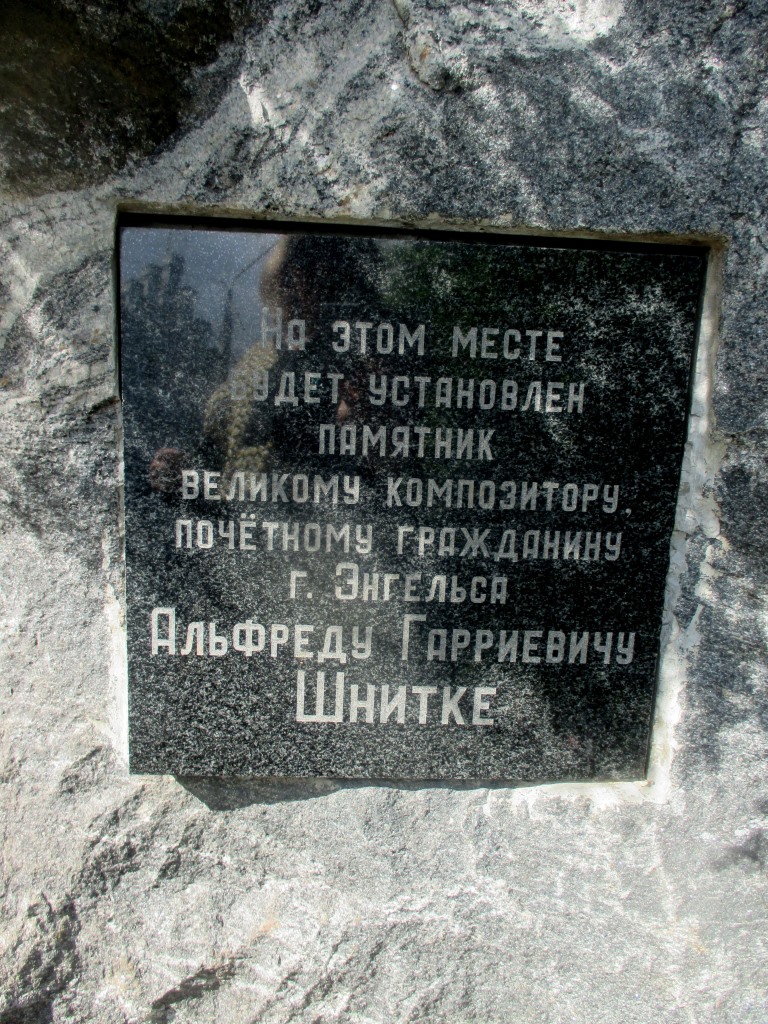 На этом месте
будет установлен
памятник
великому композитору,
почётному гражданину
г. Энгельса
Альфреду Гарриевичу
Шнитке